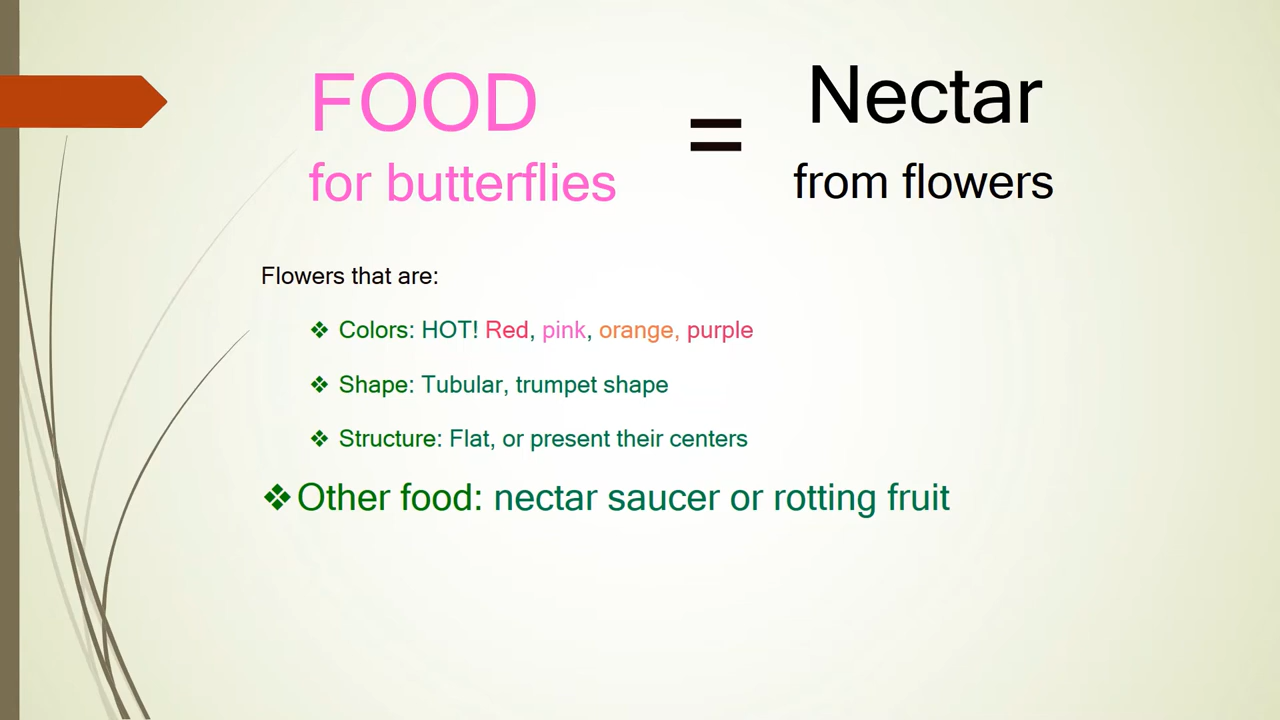 FOOD
for butterflies
=
Nectar
from flowers
Flowers that are:
❖ Colors: HOT! Red, pink, orange, purple
❖ Shape: Tubular, trumpet shape
❖ Structure: Flat, or present their centers
❖Other food: nectar saucer or rotting fruit